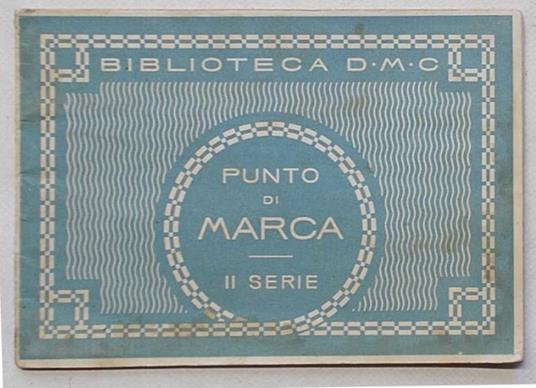 BIBLIOTECA D·M·C
PUNTO
DI
MARCA
II SERIE